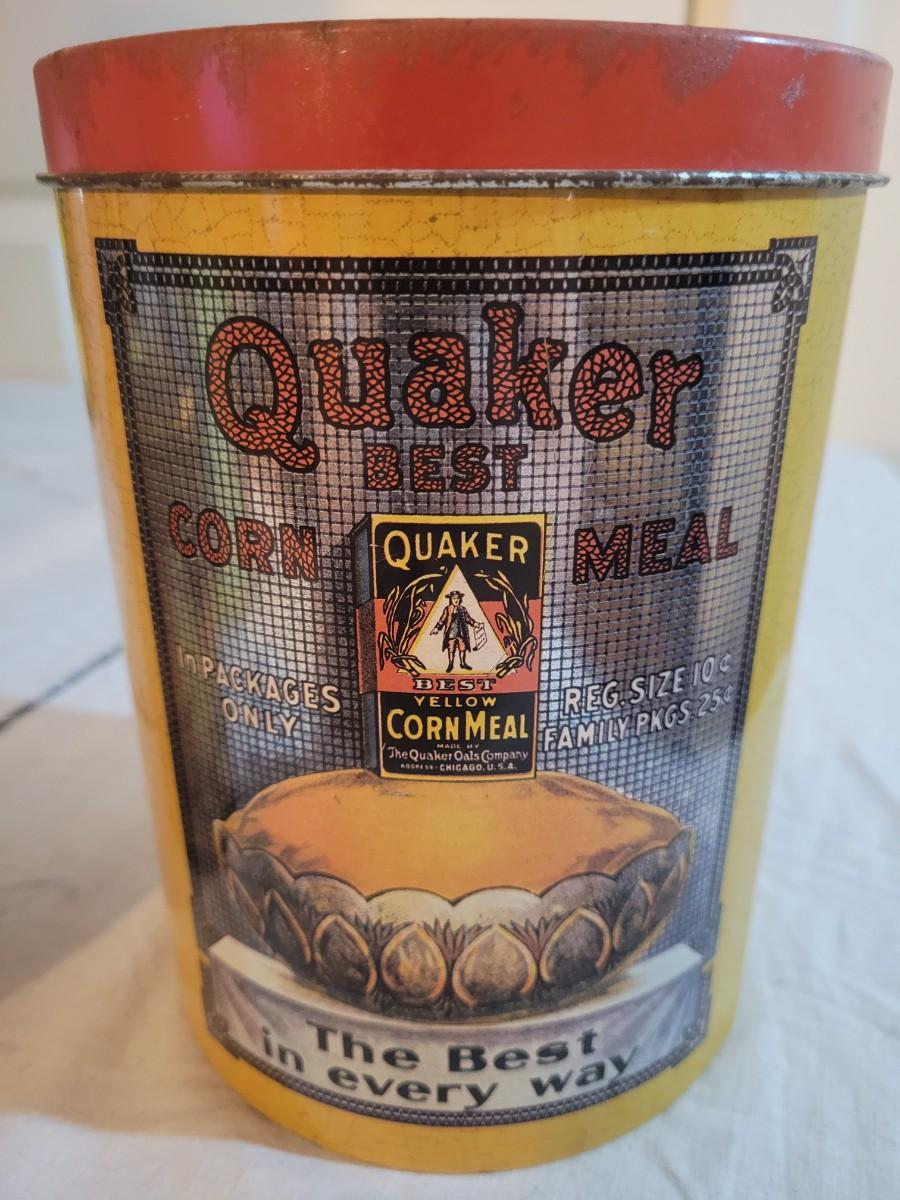 Quaker
BEST
CORN MEAL
QUAKER
BEST
YELLOW
CORN MEAL
MADE BY
The Quaker Oats Company
ADDRESS - CHICAGO. U.S.A.
In PACKAGES
ONLY
REG. SIZE 10¢
FAMILY PKGS. 25¢
The Best
in every way